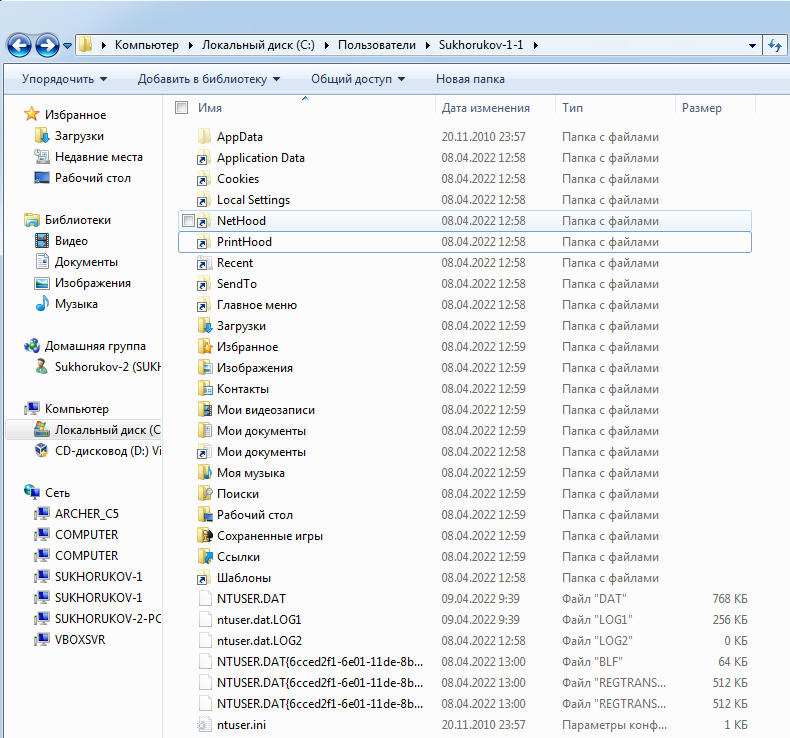 Компьютер Локальный диск (C:) Пользователи Sukhorukov-1-1
Упорядочить Добавить в библиотеку Общий доступ Новая папка
Избранное
Загрузки
Недавние места
Рабочий стол
Библиотеки
Видео
Документы
Изображения
Музыка
Домашняя группа
Sukhorukov-2 (SUKH
Компьютер
Локальный диск (C
CD-дисковод (D:) Vi
Сеть
ARCHER_C5
COMPUTER
COMPUTER
SUKHORUKOV-1
SUKHORUKOV-1
SUKHORUKOV-2-PC
VBOXSVR
Имя Дата изменения Тип Размер
AppData 20.11.2010 23:57 Папка с файлами
Application Data 08.04.2022 12:58 Папка с файлами
Cookies 08.04.2022 12:58 Папка с файлами
Local Settings 08.04.2022 12:58 Папка с файлами
NetHood 08.04.2022 12:58 Папка с файлами
PrintHood 08.04.2022 12:58 Папка с файлами
Recent 08.04.2022 12:58 Папка с файлами
SendTo 08.04.2022 12:58 Папка с файлами
Главное меню 08.04.2022 12:58 Папка с файлами
Загрузки 08.04.2022 12:59 Папка с файлами
Избранное 08.04.2022 12:59 Папка с файлами
Изображения 08.04.2022 12:59 Папка с файлами
Контакты 08.04.2022 12:59 Папка с файлами
Мои видеозаписи 08.04.2022 12:59 Папка с файлами
Мои документы 08.04.2022 12:59 Папка с файлами
Мои документы 08.04.2022 12:58 Папка с файлами
Моя музыка 08.04.2022 12:59 Папка с файлами
Поиски 08.04.2022 12:59 Папка с файлами
Рабочий стол 08.04.2022 12:59 Папка с файлами
Сохраненные игры 08.04.2022 12:59 Папка с файлами
Ссылки 08.04.2022 12:59 Папка с файлами
Шаблоны 08.04.2022 12:58 Папка с файлами
NTUSER.DAT 09.04.2022 9:39 Файл "DAT" 768 КБ
ntuser.dat.LOG1 09.04.2022 9:39 Файл "LOG1" 256 КБ
ntuser.dat.LOG2 08.04.2022 12:58 Файл "LOG2" 0 КБ
NTUSER.DAT{6cced2f1-6e01-11de-8b... 08.04.2022 13:00 Файл "BLF" 64 КБ
NTUSER.DAT{6cced2f1-6e01-11de-8b... 08.04.2022 13:00 Файл "REGTRANS... 512 КБ
NTUSER.DAT{6cced2f1-6e01-11de-8b... 08.04.2022 13:00 Файл "REGTRANS... 512 КБ
ntuser.ini 20.11.2010 23:57 Параметры конф... 1 КБ